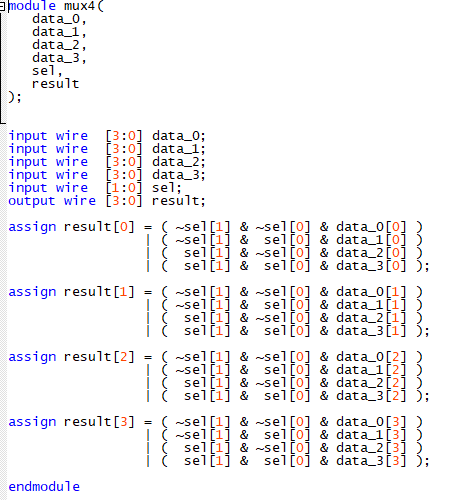 module mux4(
   data_0,
   data_1,
   data_2,
   data_3,
   sel,
   result
);
input wire  [3:0] data_0;
input wire  [3:0] data_1;
input wire  [3:0] data_2;
input wire  [3:0] data_3;
input wire  [1:0] sel;
output wire [3:0] result;
assign result[0] = ( ~sel[1] & ~sel[0] & data_0[0] )
                 | ( ~sel[1] &  sel[0] & data_1[0] )
                 | (  sel[1] & ~sel[0] & data_2[0] )
                 | (  sel[1] &  sel[0] & data_3[0] );
assign result[1] = ( ~sel[1] & ~sel[0] & data_0[1] )
                 | ( ~sel[1] &  sel[0] & data_1[1] )
                 | (  sel[1] & ~sel[0] & data_2[1] )
                 | (  sel[1] &  sel[0] & data_3[1] );
assign result[2] = ( ~sel[1] & ~sel[0] & data_0[2] )
                 | ( ~sel[1] &  sel[0] & data_1[2] )
                 | (  sel[1] & ~sel[0] & data_2[2] )
                 | (  sel[1] &  sel[0] & data_3[2] );
assign result[3] = ( ~sel[1] & ~sel[0] & data_0[3] )
                 | ( ~sel[1] &  sel[0] & data_1[3] )
                 | (  sel[1] & ~sel[0] & data_2[3] )
                 | (  sel[1] &  sel[0] & data_3[3] );
endmodule